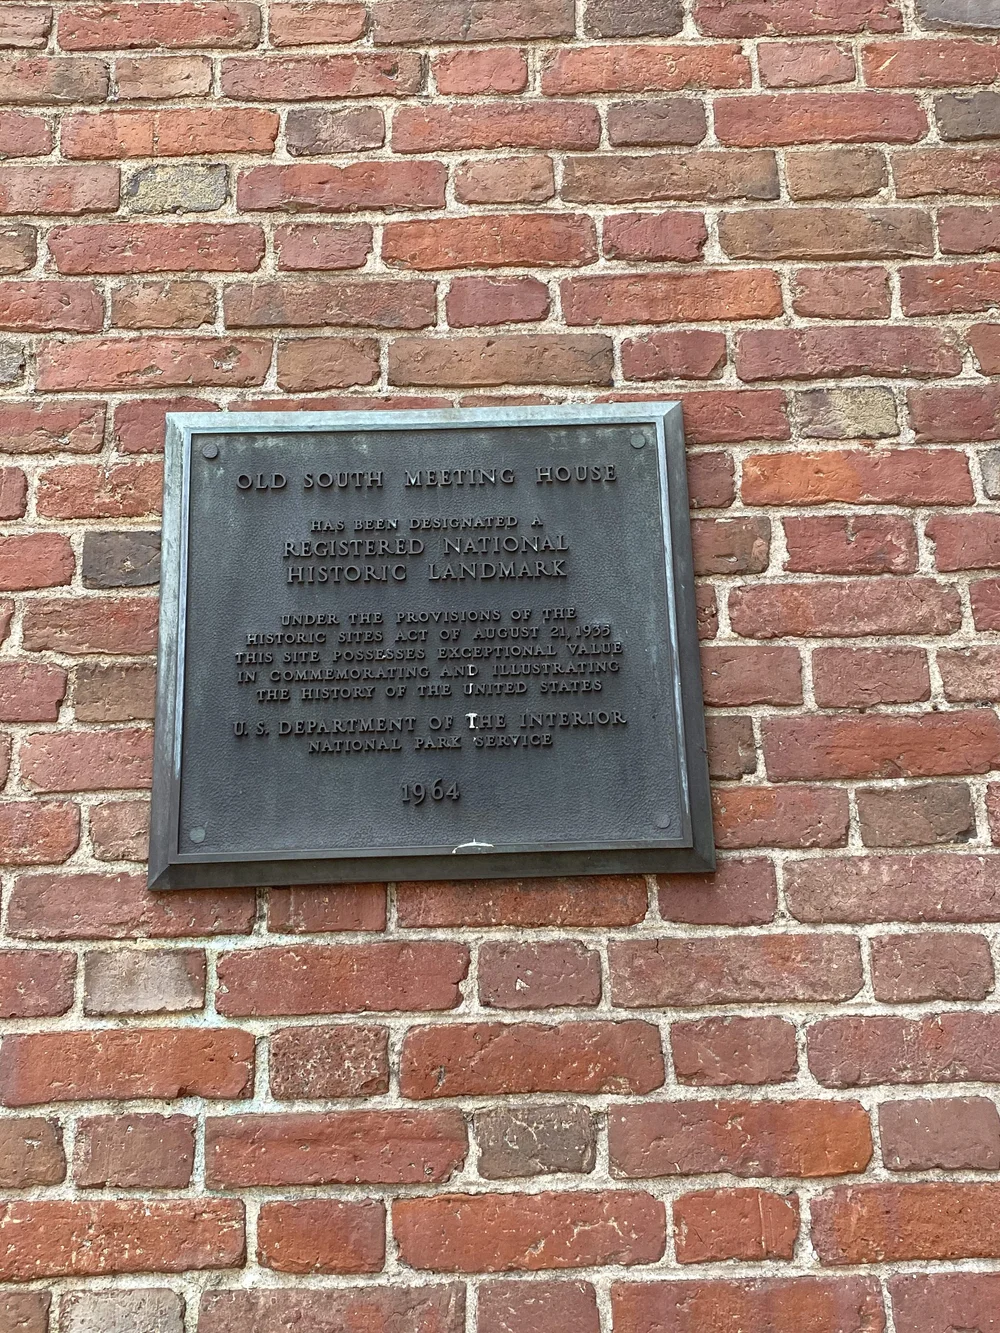 OLD SOUTH MEETING HOUSE
HAS BEEN DESIGNATED A
REGISTERED NATIONAL
HISTORIC LANDMARK
UNDER THE PROVISIONS OF THE
HISTORIC SITES ACT OF AUGUST 21, 1935
THIS SITE POSSESSES EXCEPTIONAL VALUE
IN COMMEMORATING AND ILLUSTRATING
THE HISTORY OF THE UNITED STATES
U. S. DEPARTMENT OF THE INTERIOR
NATIONAL PARK SERVICE
1964